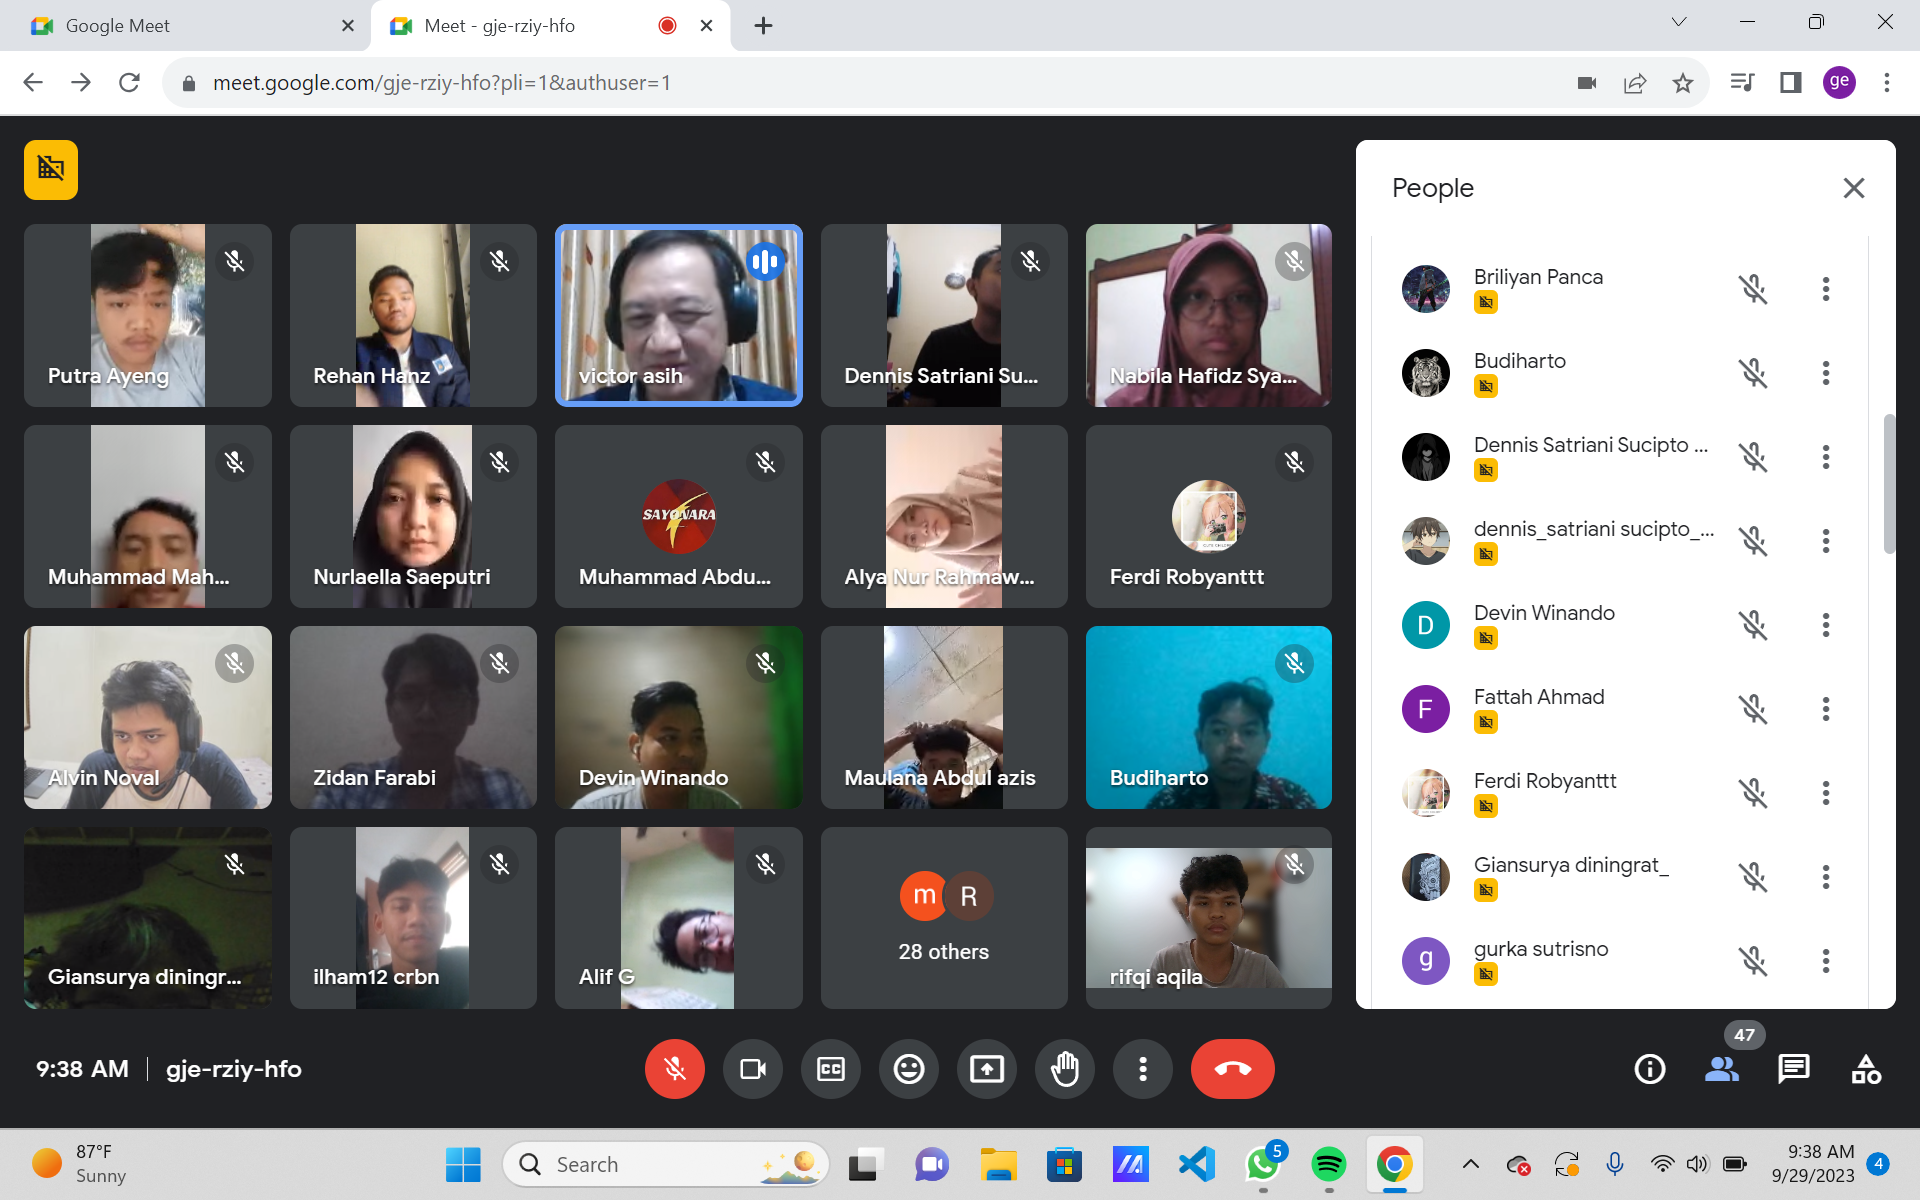 Google Meet
Meet - gje-rziy-hfo
meet.google.com/gje-rziy-hfo?pli=1&authuser=1
ge
Putra Ayeng
Rehan Hanz
victor asih
Dennis Satriani Su...
Nabila Hafidz Sya...
Muhammad Mah...
Nurlaella Saeputri
SAYONARA
Muhammad Abdu...
Alya Nur Rahmaw...
Ferdi Robyanttt
Alvin Noval
Zidan Farabi
Devin Winando
Maulana Abdul azis
Budiharto
Giansurya diningr...
ilham12 crbn
Alif G
m R
28 others
rifqi aqila
People
Briliyan Panca
Budiharto
Dennis Satriani Sucipto ...
dennis_satriani sucipto_...
D
Devin Winando
F
Fattah Ahmad
Ferdi Robyanttt
Giansurya diningrat_
g
gurka sutrisno
9:38 AM
gje-rziy-hfo
CC
47
87°F
Sunny
Search
5
9:38 AM
9/29/2023
4